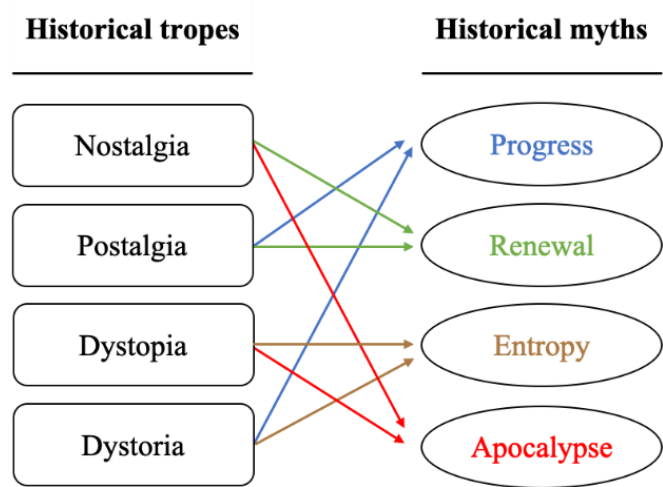 Historical tropes
Historical myths
Nostalgia
Progress
Postalgia
Renewal
Dystopia
Entropy
Dystoria
Apocalypse